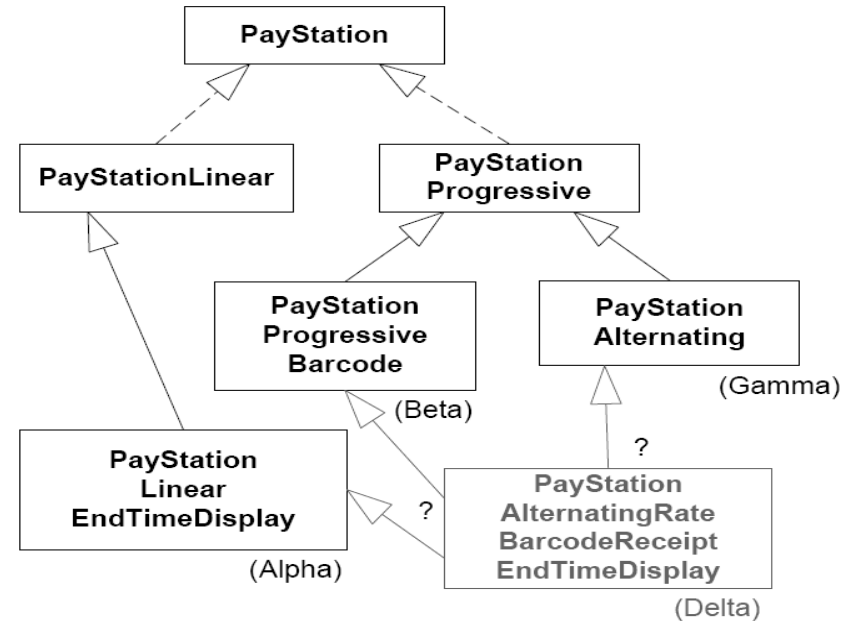 PayStation
PayStationLinear
PayStation
Progressive
PayStation
Progressive
Barcode
(Beta)
PayStation
Alternating
(Gamma)
PayStation
Linear
EndTimeDisplay
(Alpha)
?
?
PayStation
AlternatingRate
BarcodeReceipt
EndTimeDisplay
(Delta)